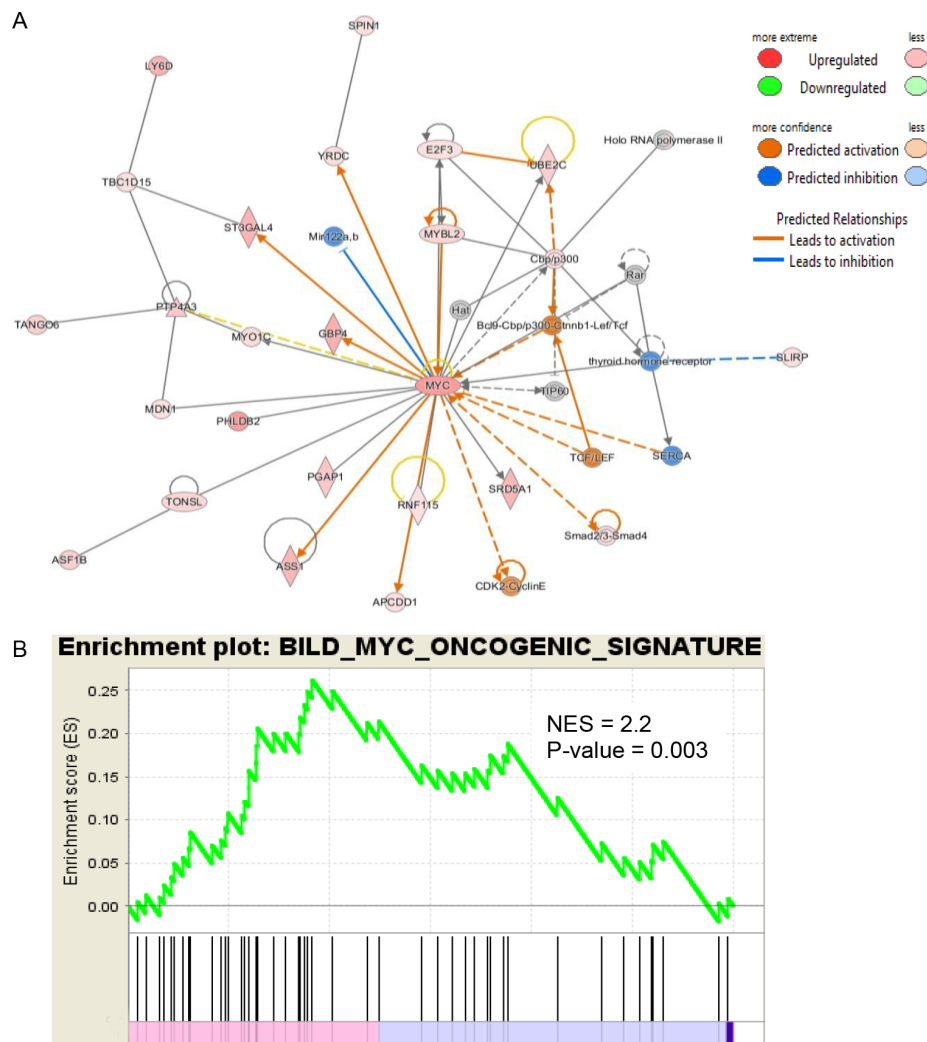 A
SPIN1
LY6D
YRDC
E2F3
UBE2C
Holo RNA polymerase II
TBC1D15
ST3GAL4
Mir122a,b
MYBL2
Cbp/p300
Rar
PTP4A3
Hat
Bcl9-Cbp/p300-Ctnnb1-Lef/Tcf
TANGO6
MYO1C
GBP4
thyroid hormone receptor
SLIRP
MYC
TIP60
MDN1
PHLDB2
TCF/LEF
SERCA
PGAP1
SRD5A1
TONSL
RNF115
Smad2/3-Smad4
ASF1B
ASS1
CDK2-CyclinE
APCDD1
more extreme less
Upregulated
Downregulated
more confidence less
Predicted activation
Predicted inhibition
Predicted Relationships
Leads to activation
Leads to inhibition
B
Enrichment plot: BILD_MYC_ONCOGENIC_SIGNATURE
Enrichment score (ES)
0.25
0.20
0.15
0.10
0.05
0.00
NES = 2.2
P-value = 0.003